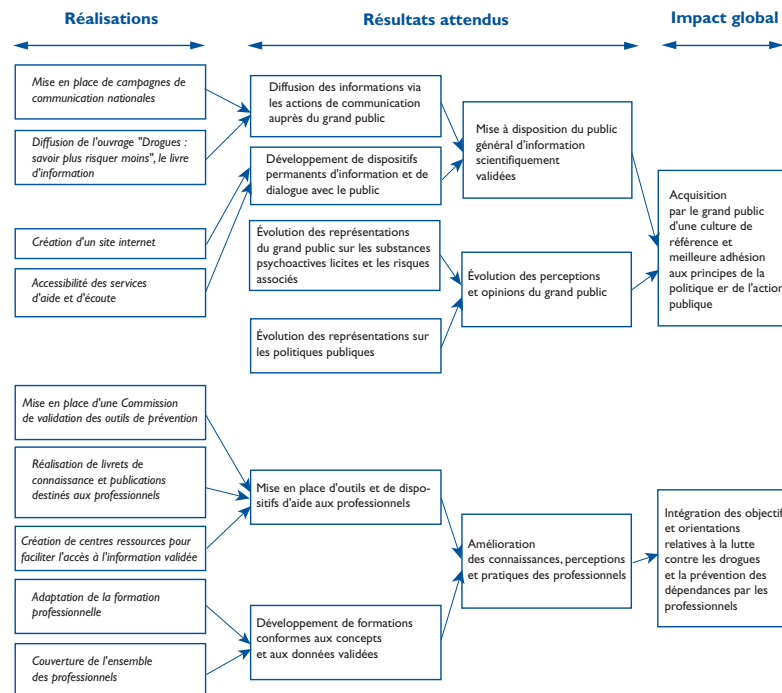 Réalisations
Résultats attendus
Impact global
Mise en place de campagnes de
communication nationales
Diffusion de l'ouvrage "Drogues :
savoir plus risquer moins", le livre
d'information
Création d'un site internet
Accessibilité des services
d'aide et d'écoute
Diffusion des informations via
les actions de communication
auprès du grand public
Développement de dispositifs
permanents d'information et de
dialogue avec le public
Évolution des représentations
du grand public sur les substances
psychoactives licites et les risques
associés
Évolution des représentations sur
les politiques publiques
Mise à disposition du public
général d'information
scientifiquement
validées
Évolution des perceptions
et opinions du grand public
Acquisition
par le grand public
d'une culture de
référence et
meilleure adhésion
aux principes de la
politique er de l'action
publique
Mise en place d'une Commission
de validation des outils de prévention
Réalisation de livrets de
connaissance et publications
destinés aux professionnels
Création de centres ressources pour
faciliter l'accès à l'information validée
Adaptation de la formation
professionnelle
Couverture de l'ensemble
des professionnels
Mise en place d'outils et de dispo-
sitifs d'aide aux professionnels
Développement de formations
conformes aux concepts
et aux données validées
Amélioration
des connaissances, perceptions
et pratiques des professionnels
Intégration des objectif
et orientations
relatives à la lutte
contre les drogues
et la prévention des
dépendances par les
professionnels